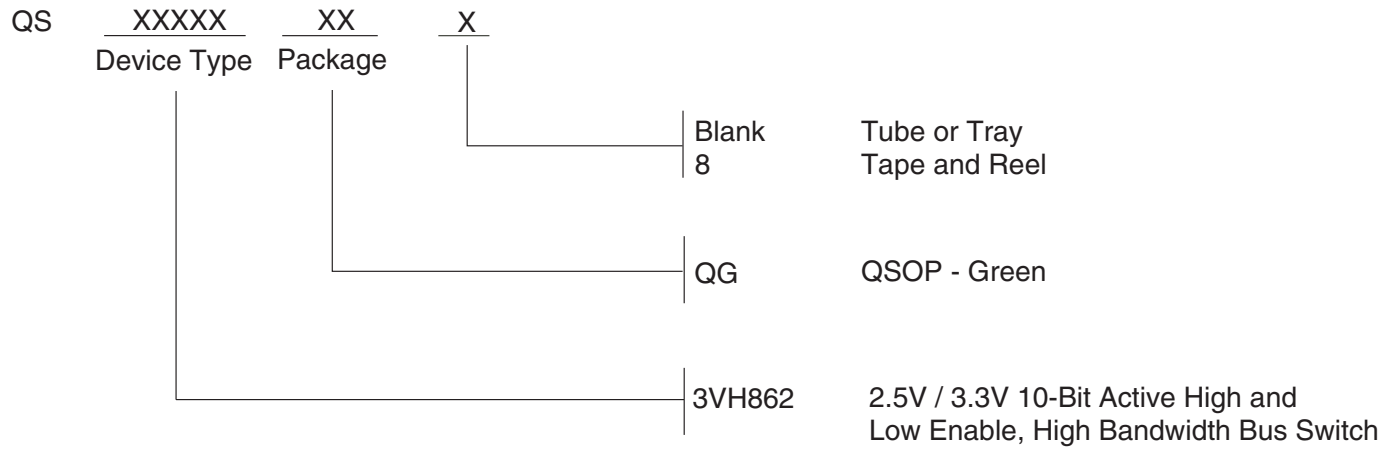 QS XXXXX XX X
Device Type Package
Blank Tube or Tray
8 Tape and Reel
QG QSOP - Green
3VH862 2.5V / 3.3V 10-Bit Active High and
Low Enable, High Bandwidth Bus Switch